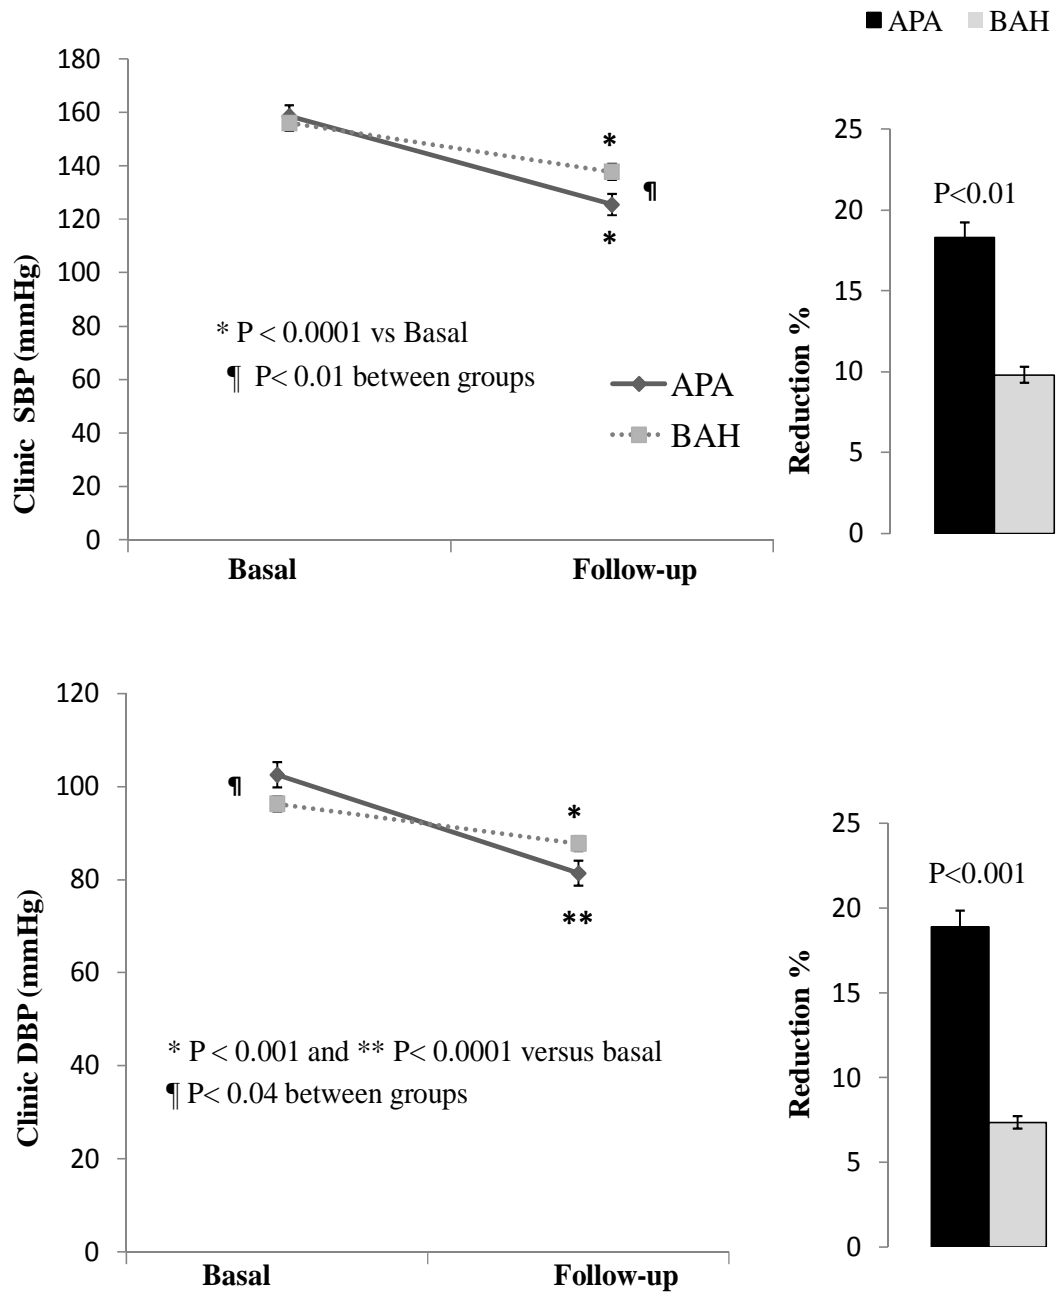 APA BAH
Clinic SBP (mmHg)
180
160
140
120
100
80
60
40
20
0
*
¶
*
* P < 0.0001 vs Basal
¶ P< 0.01 between groups
APA
BAH
Basal Follow-up
Reduction %
25
20
15
10
5
0
P<0.01
Clinic DBP (mmHg)
120
100
80
60
40
20
0
¶
*
**
* P < 0.001 and ** P< 0.0001 versus basal
¶ P< 0.04 between groups
Basal Follow-up
Reduction %
25
20
15
10
5
0
P<0.001